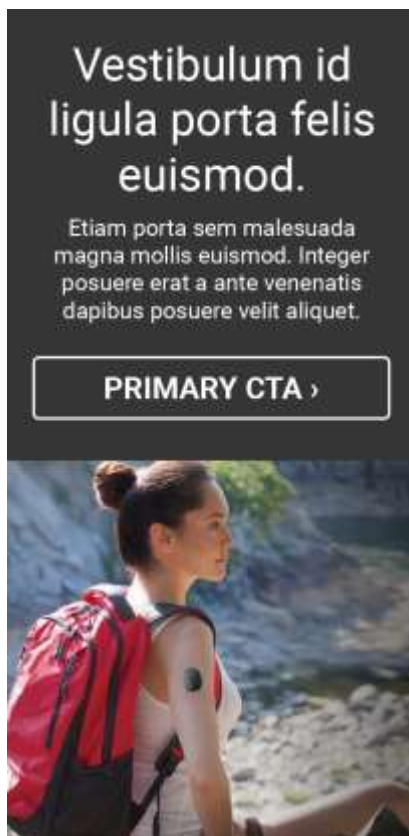 Vestibulum id
ligula porta felis
euismod.
Etiam porta sem malesuada
magna mollis euismod. Integer
posuere erat a ante venenatis
dapibus posuere velit aliquet.
PRIMARY CTA ›